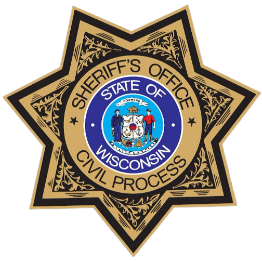 SHERIFF'S OFFICE
STATE OF
WISCONSIN
CIVIL PROCESS